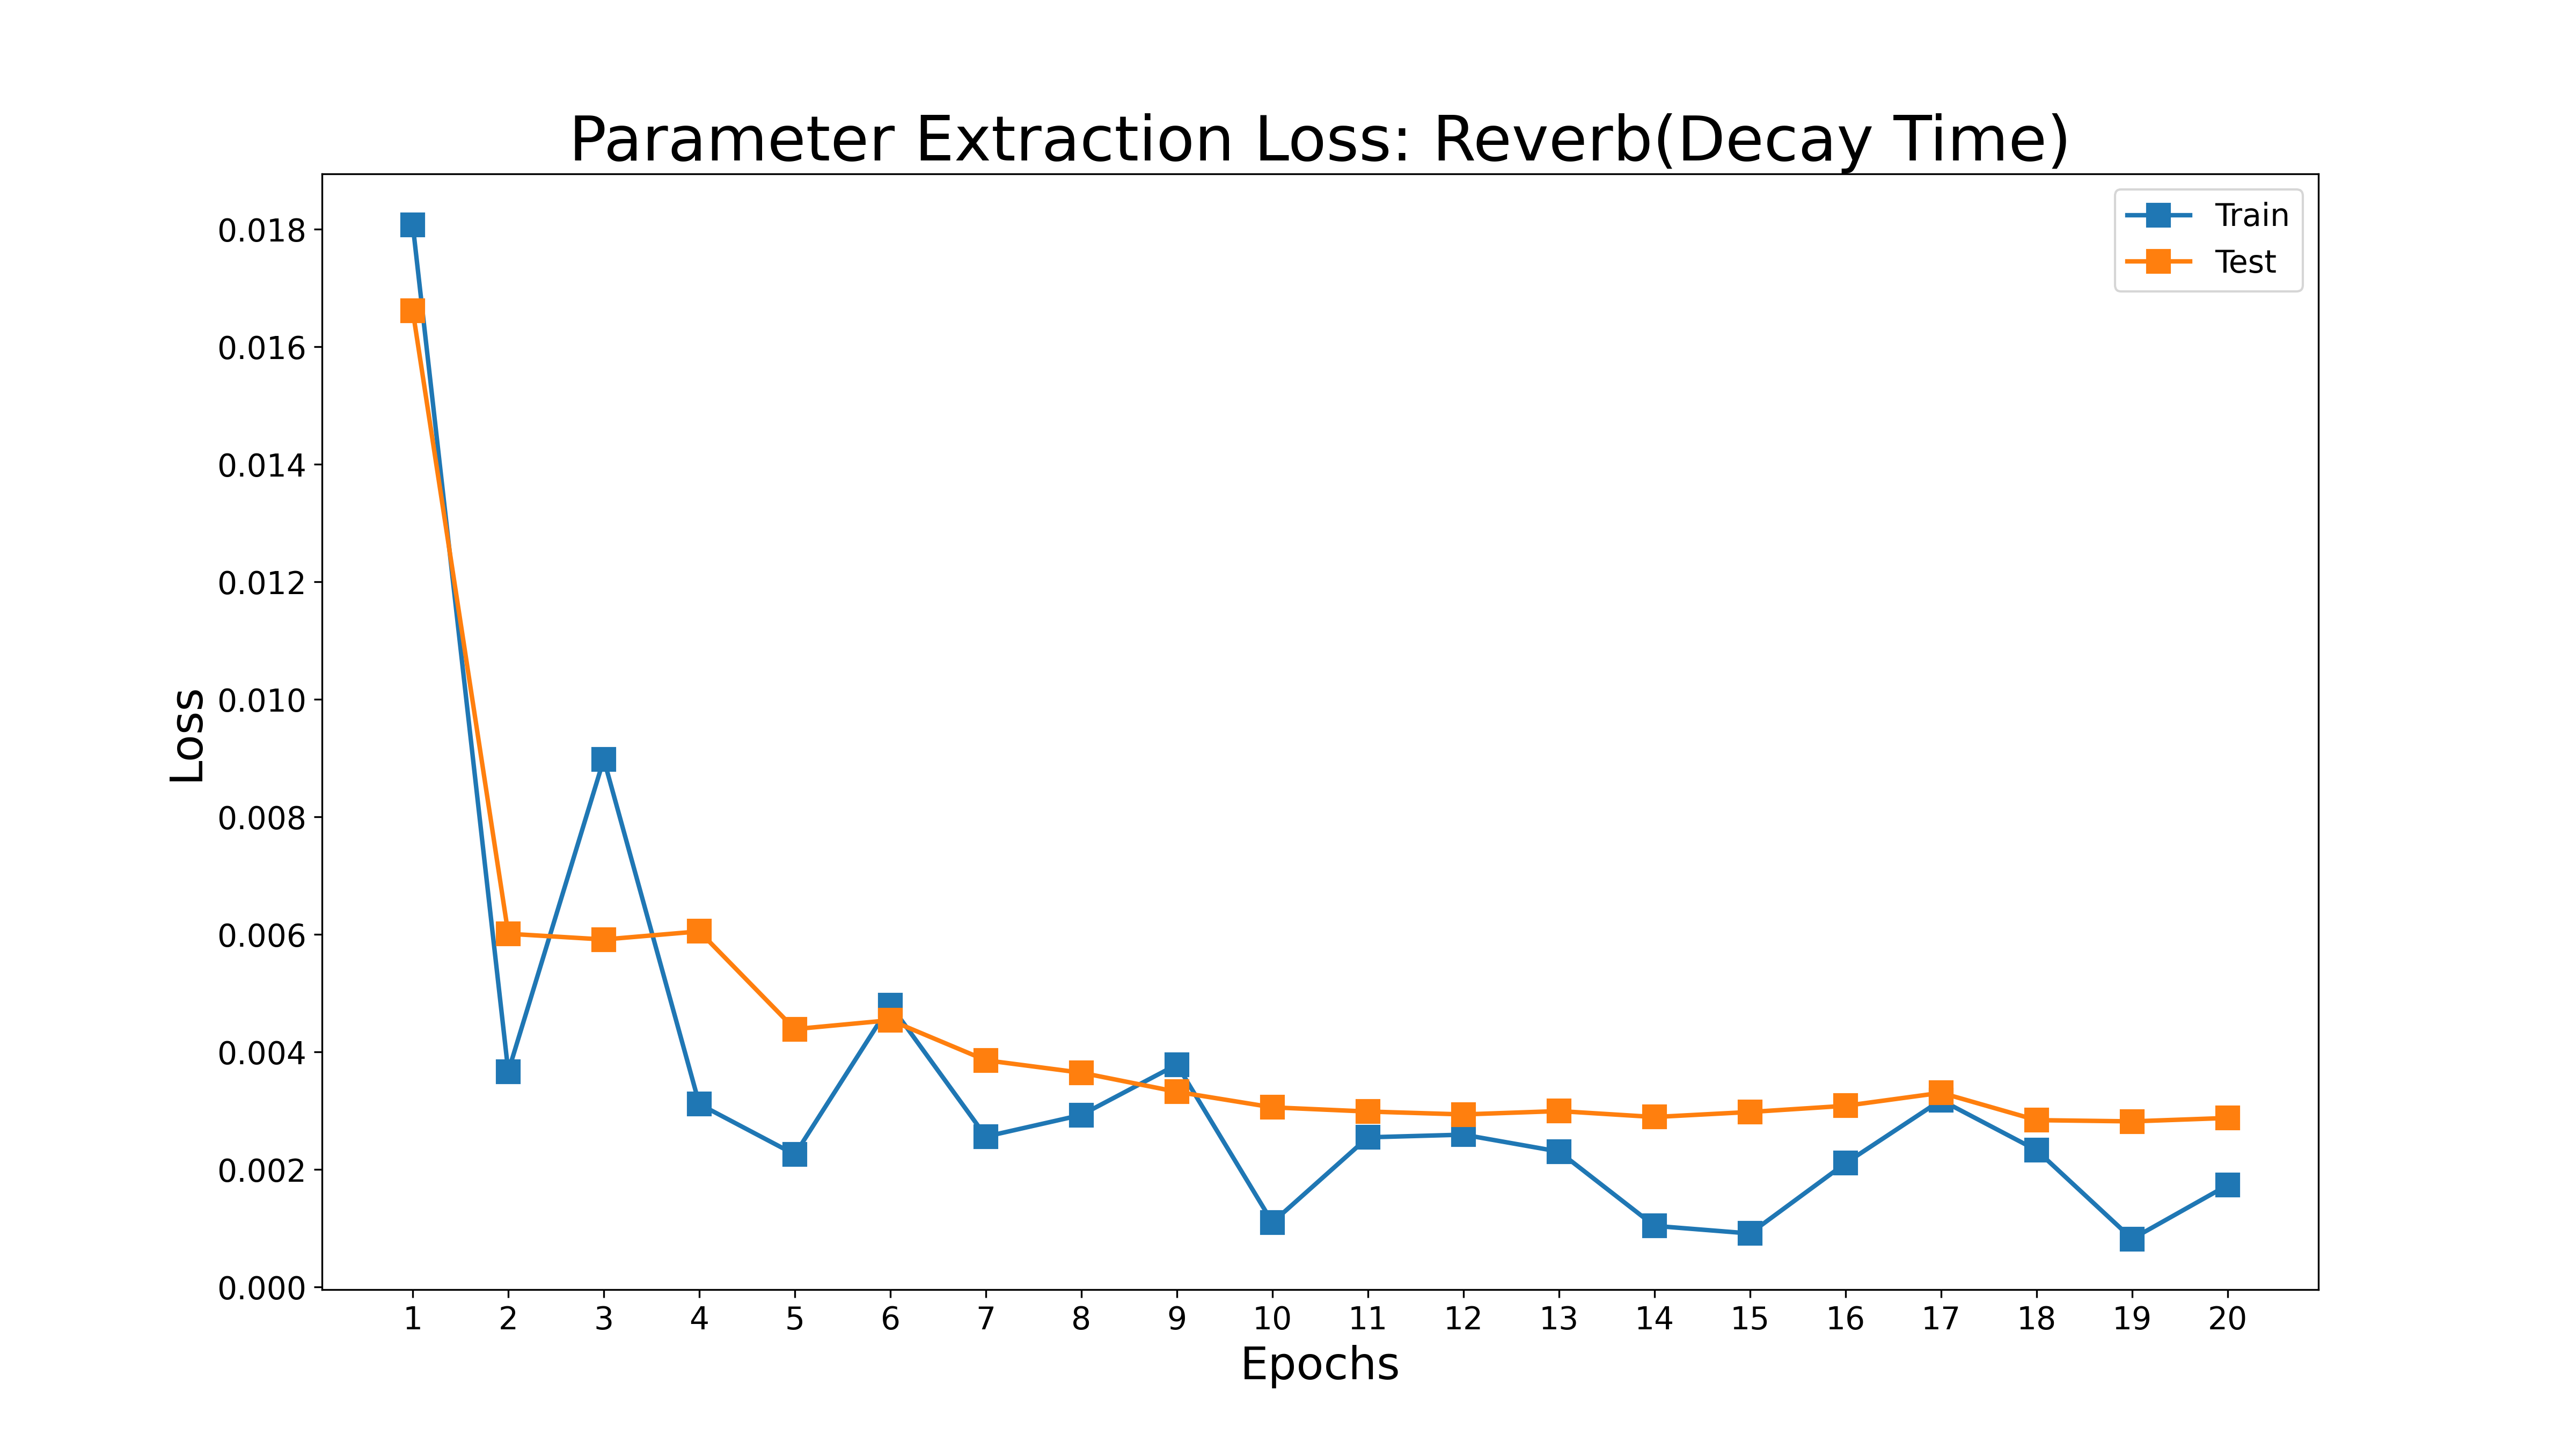 Parameter Extraction Loss: Reverb(Decay Time)
Train
Test
0.018
0.016
0.014
0.012
0.010
0.008
0.006
0.004
0.002
0.000
Loss
1 2 3 4 5 6 7 8 9 10 11 12 13 14 15 16 17 18 19 20
Epochs